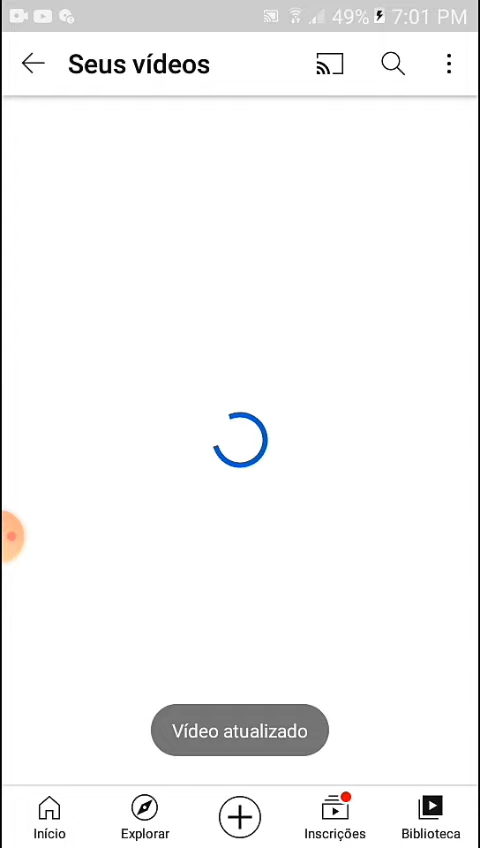 49% 7:01 PM
Seus vídeos
Vídeo atualizado
Início Explorar Inscrições Biblioteca